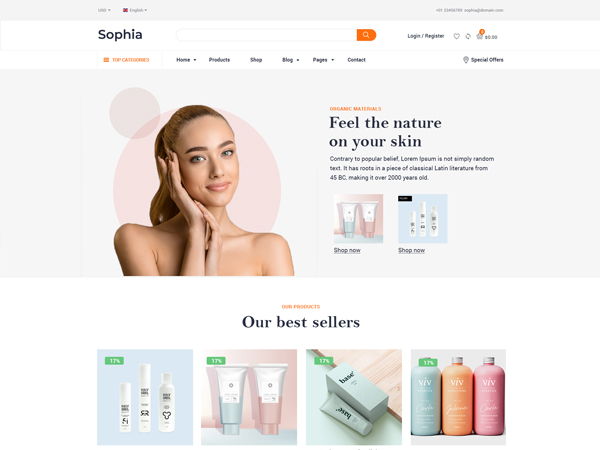 USD English +01 23456789 sophia@domain.com
Sophia Login / Register 2 $0.00
TOP CATEGORIES Home Products Shop Blog Pages Contact Special Offers
ORGANIC MATERIALS
Feel the nature
on your skin
Contrary to popular belief, Lorem Ipsum is not simply random
text. It has roots in a piece of classical Latin literature from
45 BC, making it over 2000 years old.
Shop now Shop now
OUR PRODUCTS
Our best sellers
17% 17% 17% 17%
base
base
ViV ViV ViV